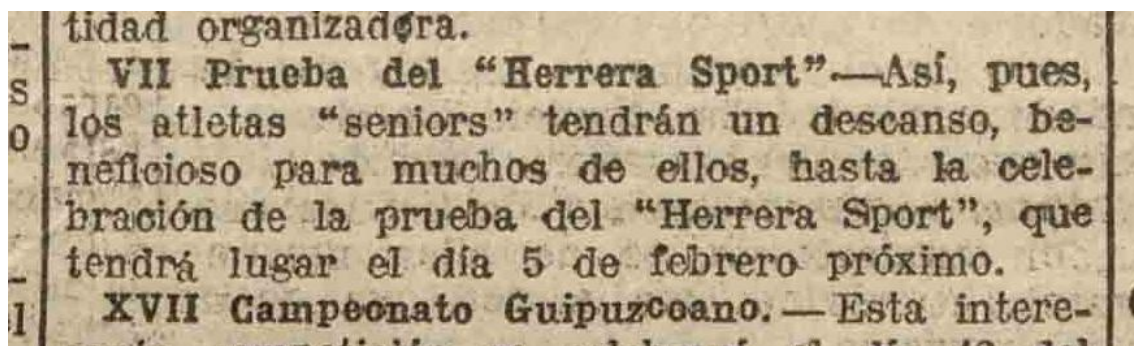 tidad organizadora.
VII Prueba del “Herrera Sport”.—Así, pues,
los atletas “seniors” tendrán un descanso, be-
neficioso para muchos de ellos, hasta la cele-
bración de la prueba del “Herrera Sport”, que
tendrá lugar el día 5 de febrero próximo.
XVII Campeonato Guipuzcoano. — Esta intere-